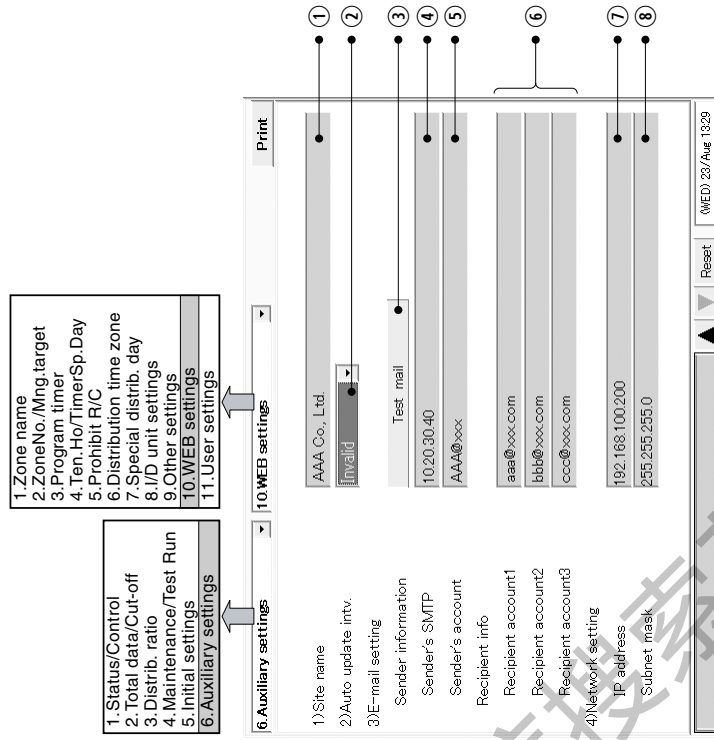 1.Status/Control
2. Total data/Cut-off
3. Distrib. ratio
4. Maintenance/Test Run
5. Initial settings
6. Auxiliary settings
1.Zone name
2.ZoneNo./Mng.target
3.Program timer
4.Ten.Ho/TimerSp.Day
5.Prohibit R/C
6.Distribution time zone
7.Special distrib. day
8.I/D unit settings
9.Other settings
10.WEB settings
11.User settings
6.Auxiliary settings 10.WEB settings Print
1)Site name AAA Co., Ltd. ①
2)Auto update intv. Invalid ②
3)E-mail setting Test mail ③
Sender information
Sender's SMTP 10.20.30.40 ④
Sender's account AAA@xxx ⑤
Recipient info
Recipient account1 aaa@xxx.com
Recipient account2 bbb@xxx.com ⑥
Recipient account3 ccc@xxx.com
4)Network setting
IP address 192.168.100.200 ⑦
Subnet mask 255.255.255.0 ⑧
Reset (WED) 23/Aug 13:29
搜索